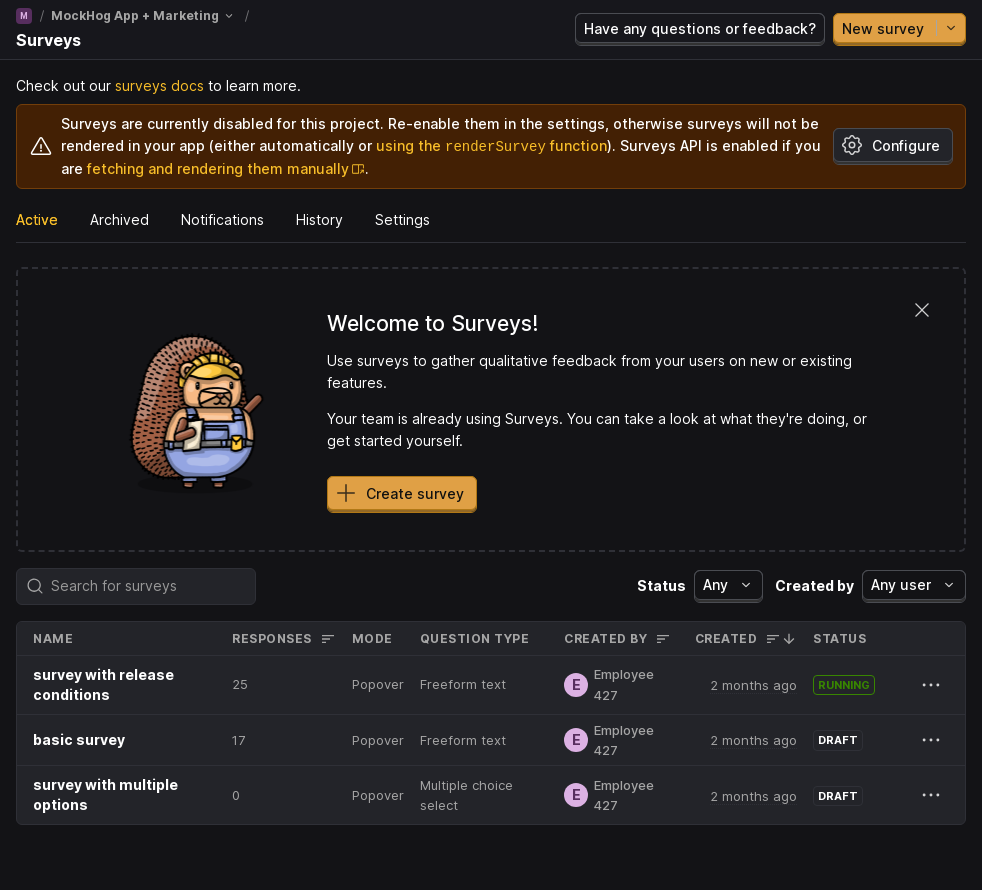 M / MockHog App + Marketing /
Surveys
Have any questions or feedback?
New survey
Check out our surveys docs to learn more.
Surveys are currently disabled for this project. Re-enable them in the settings, otherwise surveys will not be
rendered in your app (either automatically or using the renderSurvey function). Surveys API is enabled if you
are fetching and rendering them manually.
Configure
Active Archived Notifications History Settings
Welcome to Surveys!
Use surveys to gather qualitative feedback from your users on new or existing
features.
Your team is already using Surveys. You can take a look at what they're doing, or
get started yourself.
Create survey
Search for surveys
Status Any Created by Any user
NAME RESPONSES MODE QUESTION TYPE CREATED BY CREATED STATUS
survey with release
conditions
25 Popover Freeform text E Employee
427
2 months ago RUNNING
basic survey 17 Popover Freeform text E Employee
427
2 months ago DRAFT
survey with multiple
options
0 Popover Multiple choice
select
E Employee
427
2 months ago DRAFT